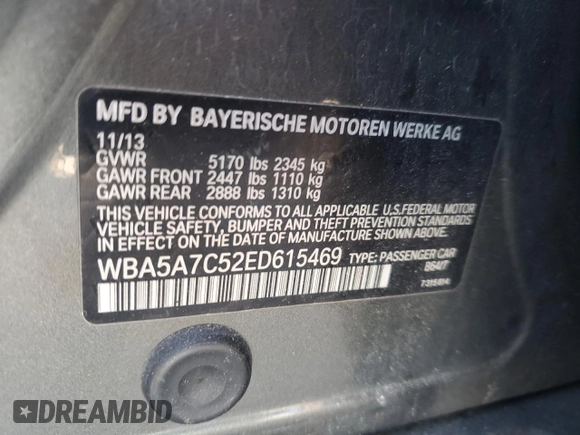 MFD BY BAYERISCHE MOTOREN WERKE AG
11/13
GVWR 5170 lbs 2345 kg
GAWR FRONT 2447 lbs 1110 kg
GAWR REAR 2888 lbs 1310 kg
THIS VEHICLE CONFORMS TO ALL APPLICABLE U.S. FEDERAL MOTOR
VEHICLE SAFETY, BUMPER AND THEFT PREVENTION STANDARDS
IN EFFECT ON THE DATE OF MANUFACTURE SHOWN ABOVE.
WBA5A7C52ED615469 TYPE: PASSENGER CAR
DREAMBID